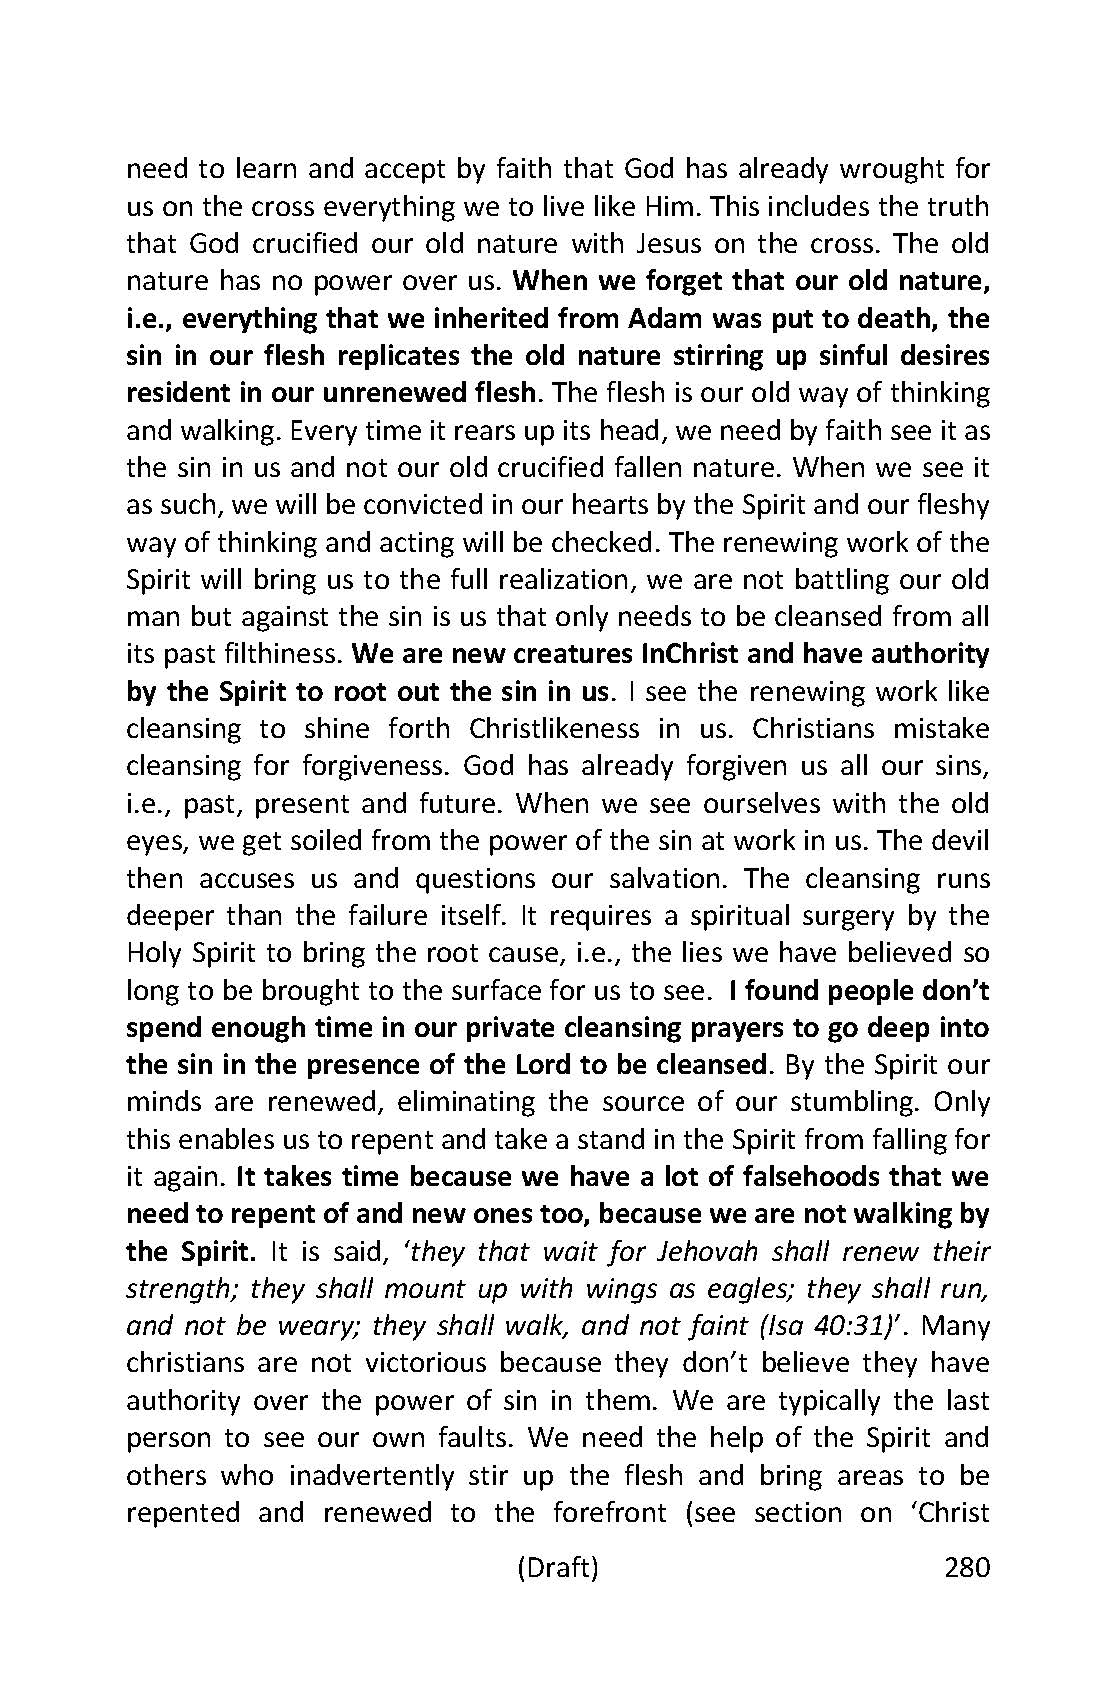 need to learn and accept by faith that God has already wrought for
us on the cross everything we to live like Him. This includes the truth
that God crucified our old nature with Jesus on the cross. The old
nature has no power over us. When we forget that our old nature,
i.e., everything that we inherited from Adam was put to death, the
sin in our flesh replicates the old nature stirring up sinful desires
resident in our unrenewed flesh. The flesh is our old way of thinking
and walking. Every time it rears up its head, we need by faith see it as
the sin in us and not our old crucified fallen nature. When we see it
as such, we will be convicted in our hearts by the Spirit and our fleshy
way of thinking and acting will be checked. The renewing work of the
Spirit will bring us to the full realization, we are not battling our old
man but against the sin is us that only needs to be cleansed from all
its past filthiness. We are new creatures InChrist and have authority
by the Spirit to root out the sin in us. I see the renewing work like
cleansing to shine forth Christlikeness in us. Christians mistake
cleansing for forgiveness. God has already forgiven us all our sins,
i.e., past, present and future. When we see ourselves with the old
eyes, we get soiled from the power of the sin at work in us. The devil
then accuses us and questions our salvation. The cleansing runs
deeper than the failure itself. It requires a spiritual surgery by the
Holy Spirit to bring the root cause, i.e., the lies we have believed so
long to be brought to the surface for us to see.  I found people don’t
spend enough time in our private cleansing prayers to go deep into
the sin in the presence of the Lord to be cleansed. By the Spirit our
minds are renewed, eliminating the source of our stumbling. Only
this enables us to repent and take a stand in the Spirit from falling for
it again. It takes time because we have a lot of falsehoods that we
need to repent of and new ones too, because we are not walking by
the Spirit. It is said, ‘they that wait for Jehovah shall renew their
strength; they shall mount up with wings as eagles; they shall run,
and not be weary; they shall walk, and not faint (Isa 40:31)’. Many
christians are not victorious because they don’t believe they have
authority over the power of sin in them. We are typically the last
person to see our own faults. We need the help of the Spirit and
others who inadvertently stir up the flesh and bring areas to be
repented and renewed to the forefront (see section on ‘Christ
(Draft) 280